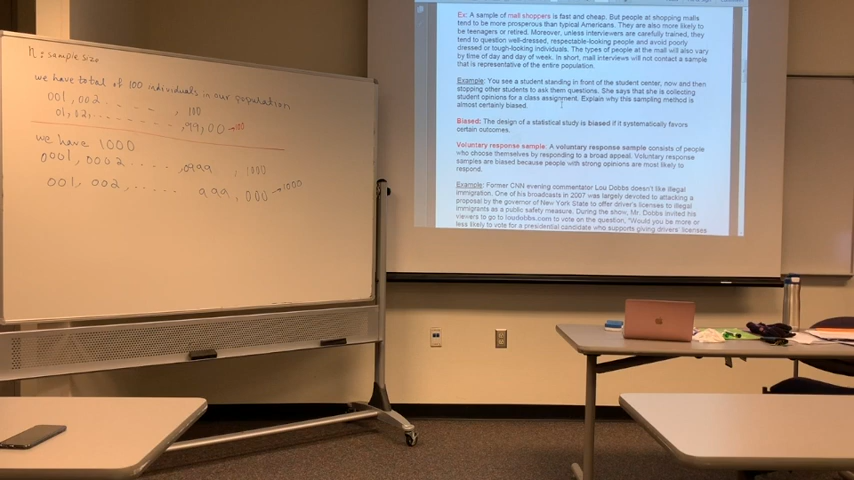 n: sample size
we have total of 100 individuals in our population
001, 002 ------ , 100
01, 02, ------ , 99, 00 → 100
we have 1000
0001, 0002 ----- , 0999 , 1000
001, 002, ...... 999, 000 → 1000
Ex: A sample of mall shoppers is fast and cheap. But people at shopping malls
tend to be more prosperous than typical Americans. They are also more likely
to be teenagers or retired. Moreover, unless interviewers are carefully trained, they
tend to question well-dressed, respectable-looking people and avoid poorly
dressed or tough-looking individuals. The types of people at the mall will also vary
by time of day and day of week. In short, mall interviews will not contact a sample
that is representative of the entire population.
Example: You see a student standing in front of the student center, now and then
stopping other students to ask them questions. She says that she is collecting
student opinions for a class assignment. Explain why this sampling method is
almost certainly biased.
Biased: The design of a statistical study is biased if it systematically favors
certain outcomes.
Voluntary response sample: A voluntary response sample consists of people
who choose themselves by responding to a broad appeal. Voluntary response
samples are biased because people with strong opinions are most likely to
respond.
Example: Former CNN evening commentator Lou Dobbs doesn't like illegal
immigration. One of his broadcasts in 2007 was largely devoted to attacking a
proposal by the governor of New York State to offer driver's licenses to illegal
immigrants as a public safety measure. During the show, Mr. Dobbs invited his
viewers to go to loudobbs.com to vote on the question, "Would you be more or
less likely to vote for a presidential candidate who supports giving drivers' licenses